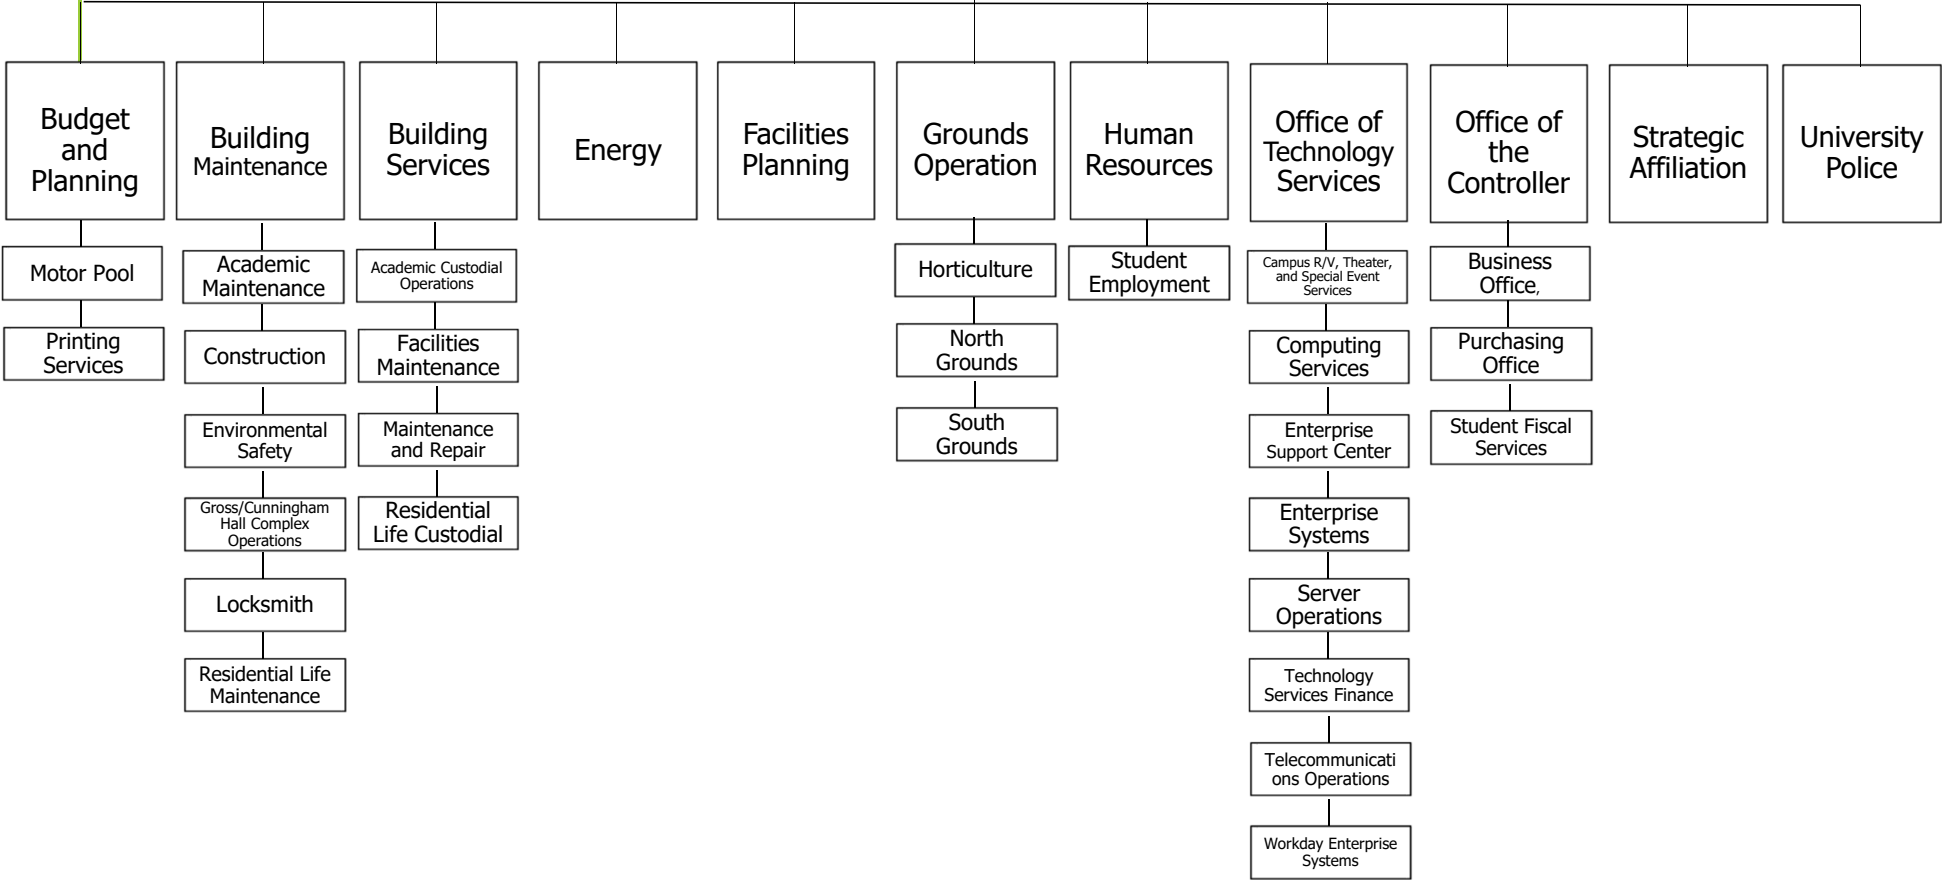 Budget
and
Planning
Motor Pool
Printing
Services
Building
Maintenance
Academic
Maintenance
Construction
Environmental
Safety
Gross/Cunningham
Hall Complex
Operations
Locksmith
Residential Life
Maintenance
Building
Services
Academic Custodial
Operations
Facilities
Maintenance
Maintenance
and Repair
Residential
Life Custodial
Energy
Facilities
Planning
Grounds
Operation
Horticulture
North
Grounds
South
Grounds
Human
Resources
Student
Employment
Office of
Technology
Services
Campus R/V, Theater,
and Special Event
Services
Computing
Services
Enterprise
Support Center
Enterprise
Systems
Server
Operations
Technology
Services Finance
Telecommunicati
ons Operations
Workday Enterprise
Systems
Office of
the
Controller
Business
Office,
Purchasing
Office
Student Fiscal
Services
Strategic
Affiliation
University
Police